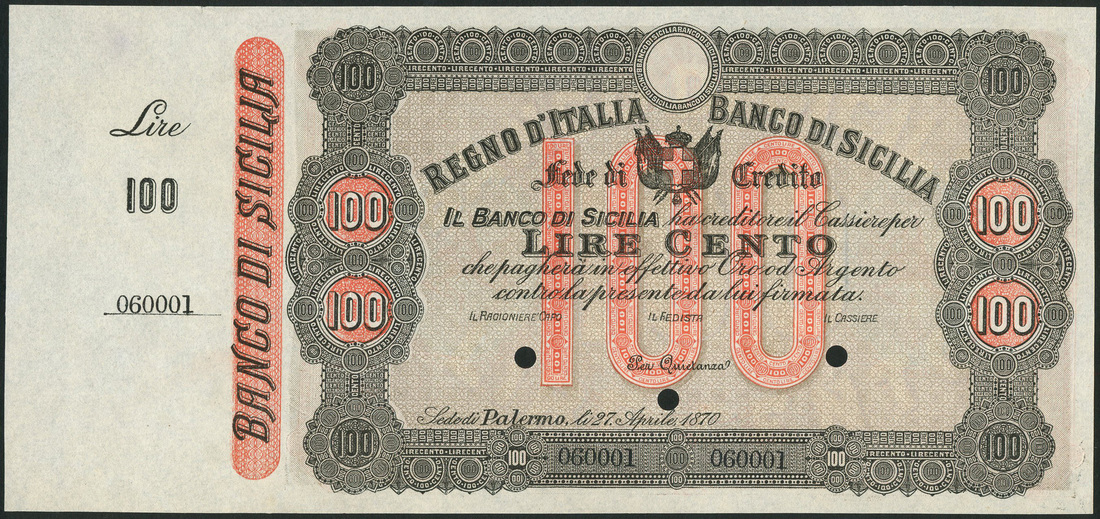 Lire
100
060001
BANCO DI SICILIA
100
100
REGNO D'ITALIA BANCO DI SICILIA
Fede di Credito
IL BANCO DI SICILIA ha creditore il Cassiere per
LIRE CENTO
che pagherà in effettivo Oro od Argento
contro la presente da lui firmata.
IL RAGIONIERE CAPO IL FEDISTA IL CASSIERE
100
100 100
100 100
Per Quietanza
Sede di Palermo, li 27. Aprile 1870
100
100
100 060001 060001 100